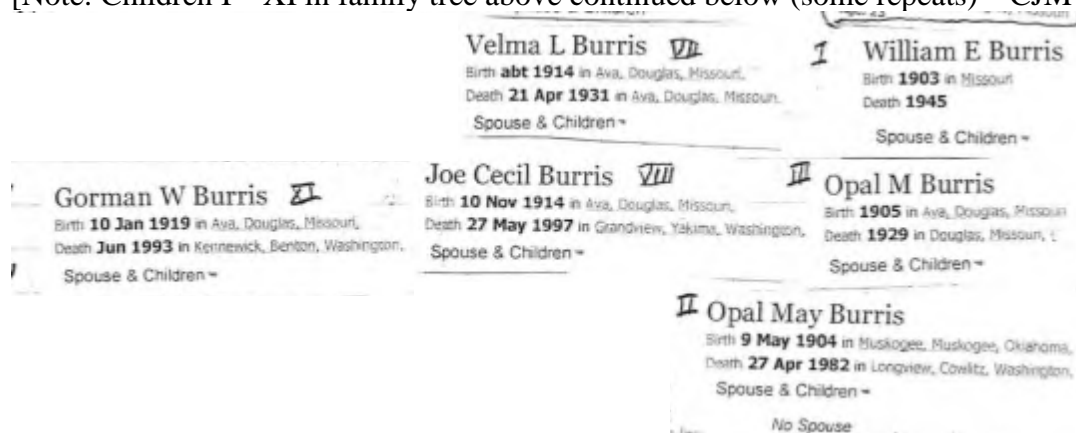 [Note: Children I - XI in family tree above continued below (some repeats) - CJM
Spouse & Children
Velma L Burris VII
Birth abt 1914 in Ava, Douglas, Missouri,
Death 21 Apr 1931 in Ava, Douglas, Missouri,
Spouse & Children
I William E Burris
Birth 1903 in Missouri
Death 1945
Spouse & Children
Gorman W Burris XI
Birth 10 Jan 1919 in Ava, Douglas, Missouri,
Death Jun 1993 in Kennewick, Benton, Washington,
Spouse & Children
Joe Cecil Burris VIII
Birth 10 Nov 1914 in Ava, Douglas, Missouri,
Death 27 May 1997 in Grandview, Yakima, Washington,
Spouse & Children
III Opal M Burris
Birth 1905 in Ava, Douglas, Missouri
Death 1929 in Douglas, Missouri,
Spouse & Children
II Opal May Burris
Birth 9 May 1904 in Muskogee, Muskogee, Oklahoma,
Death 27 Apr 1982 in Longview, Cowlitz, Washington,
Spouse & Children
No Spouse